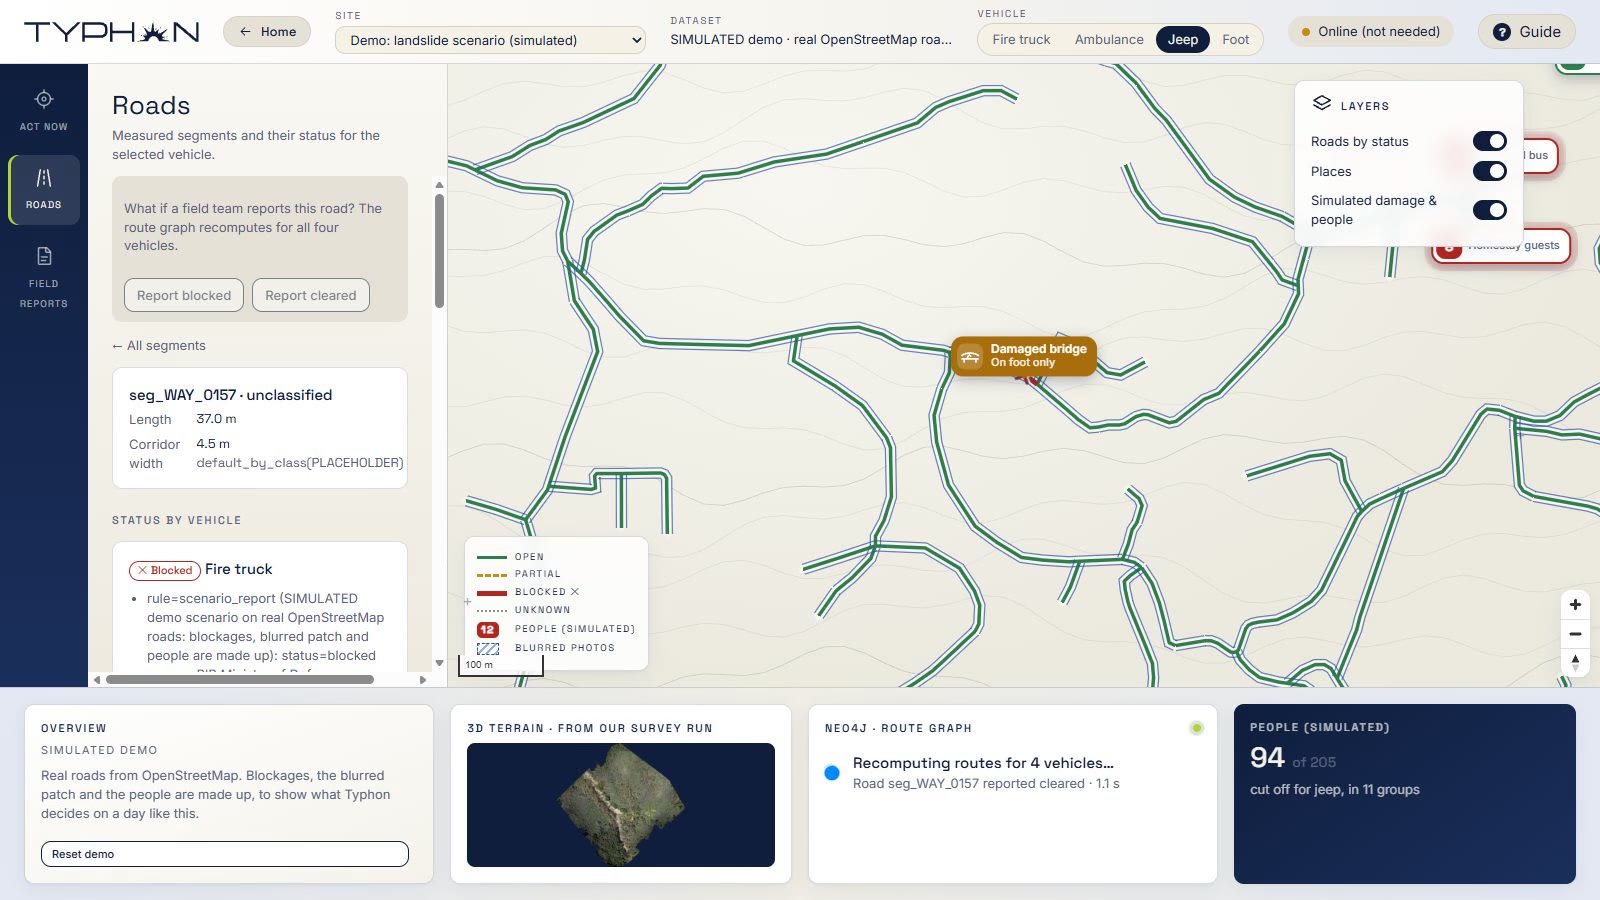 TYPHON
← Home
SITE
Demo: landslide scenario (simulated)
DATASET
SIMULATED demo · real OpenStreetMap roa...
VEHICLE
Fire truck
Ambulance
Jeep
Foot
Online (not needed)
? Guide
ACT NOW
ROADS
FIELD
REPORTS
Roads
Measured segments and their status for the
selected vehicle.
What if a field team reports this road? The
route graph recomputes for all four
vehicles.
Report blocked
Report cleared
← All segments
seg_WAY_0157 · unclassified
Length 37.0 m
Corridor 4.5 m
width default_by_class(PLACEHOLDER)
STATUS BY VEHICLE
× Blocked Fire truck
• rule=scenario_report (SIMULATED
demo scenario on real OpenStreetMap
roads: blockages, blurred patch and
people are made up): status=blocked
Damaged bridge
On foot only
LAYERS
Roads by status
Places
Simulated damage &
people
bus
guests
OPEN
PARTIAL
BLOCKED ×
UNKNOWN
12 PEOPLE (SIMULATED)
BLURRED PHOTOS
100 m
OVERVIEW
SIMULATED DEMO
Real roads from OpenStreetMap. Blockages, the blurred
patch and the people are made up, to show what Typhon
decides on a day like this.
Reset demo
3D TERRAIN · FROM OUR SURVEY RUN
NEO4J · ROUTE GRAPH
Recomputing routes for 4 vehicles...
Road seg_WAY_0157 reported cleared · 1.1 s
PEOPLE (SIMULATED)
94 of 205
cut off for jeep, in 11 groups